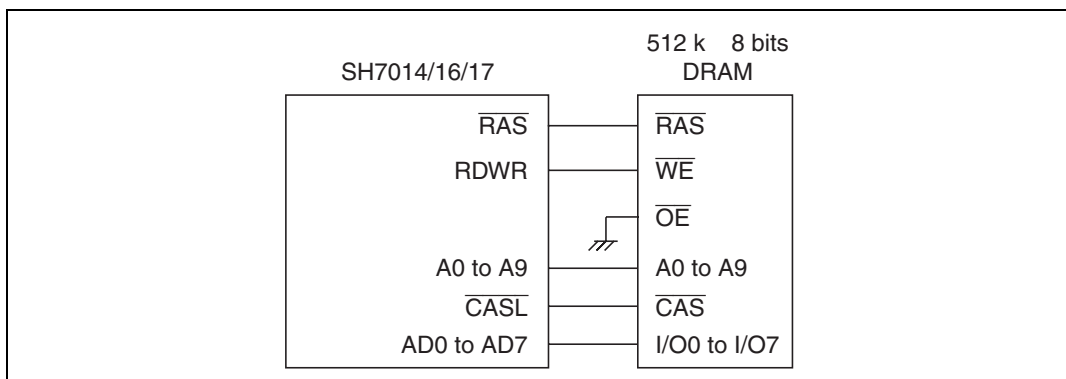 512 k 8 bits
SH7014/16/17 DRAM
RAS RAS
RDWR WE
OE
A0 to A9 A0 to A9
CASL CAS
AD0 to AD7 I/O0 to I/O7